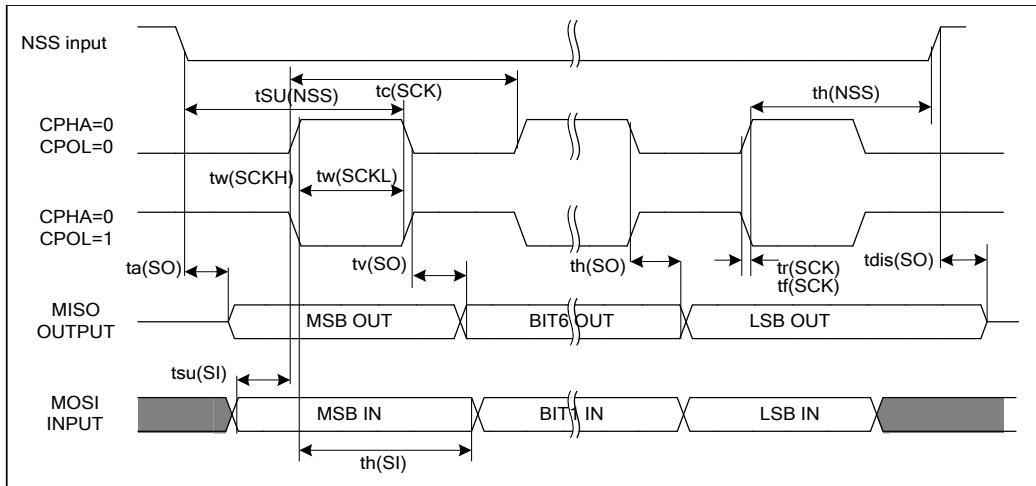 NSS input
tSU(NSS)
tc(SCK)
th(NSS)
CPHA=0
CPOL=0
tw(SCKH)
tw(SCKL)
CPHA=0
CPOL=1
ta(SO)
tv(SO)
th(SO)
tr(SCK)
tf(SCK)
tdis(SO)
MISO
OUTPUT
MSB OUT
BIT6 OUT
LSB OUT
tsu(SI)
MOSI
INPUT
MSB IN
BIT1 IN
LSB IN
th(SI)